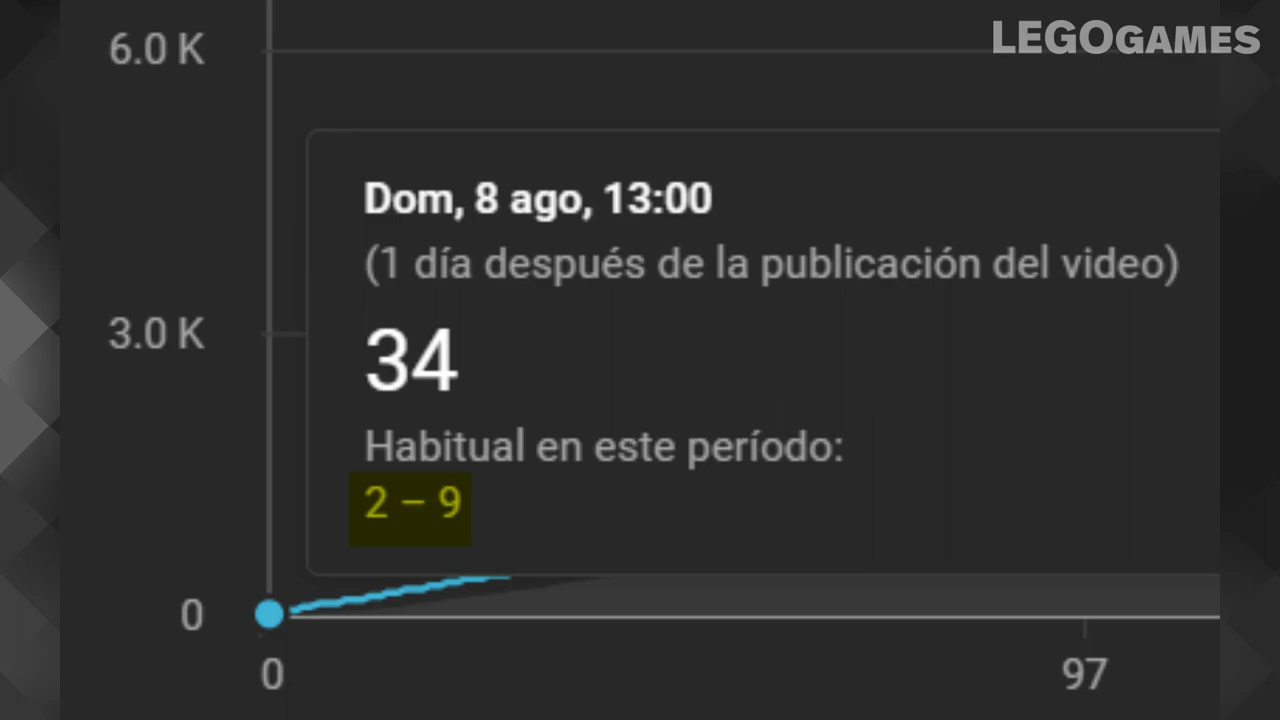 LEGOGAMES
6.0 K
Dom, 8 ago, 13:00
(1 día después de la publicación del video)
3.0 K
34
Habitual en este período:
2 – 9
0
0
97